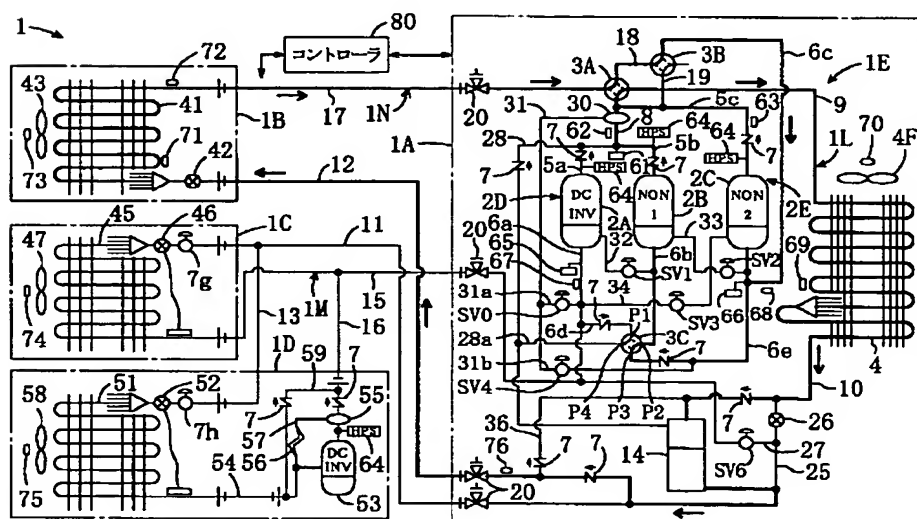 1
80
コントローラ
72
43
41
1B
71
73
42
17
1N
20
12
1A
18
3A
3B
19
6c
1E
9
5c
63
31
30
62
8
HPS
64
5b
28
7
7
7
7
5a
61
HPS
64
HPS
64
1L
70
4F
2D
DC
INV
2A
NON
1
2B
2C
NON
2
2E
6a
65
67
32
33
6b
SV1
SV2
69
45
46
47
1C
11
7g
74
1M
15
20
31a
SV0
34
SV3
66
68
P1
6d
7
3C
28a
31b
SV4
7
6e
4
P4
P3
P2
10
13
16
1D
59
58
51
52
7
7
55
57
56
7h
HPS
64
DC
INV
53
54
75
36
76
7
7
20
14
7
26
27
SV6
25